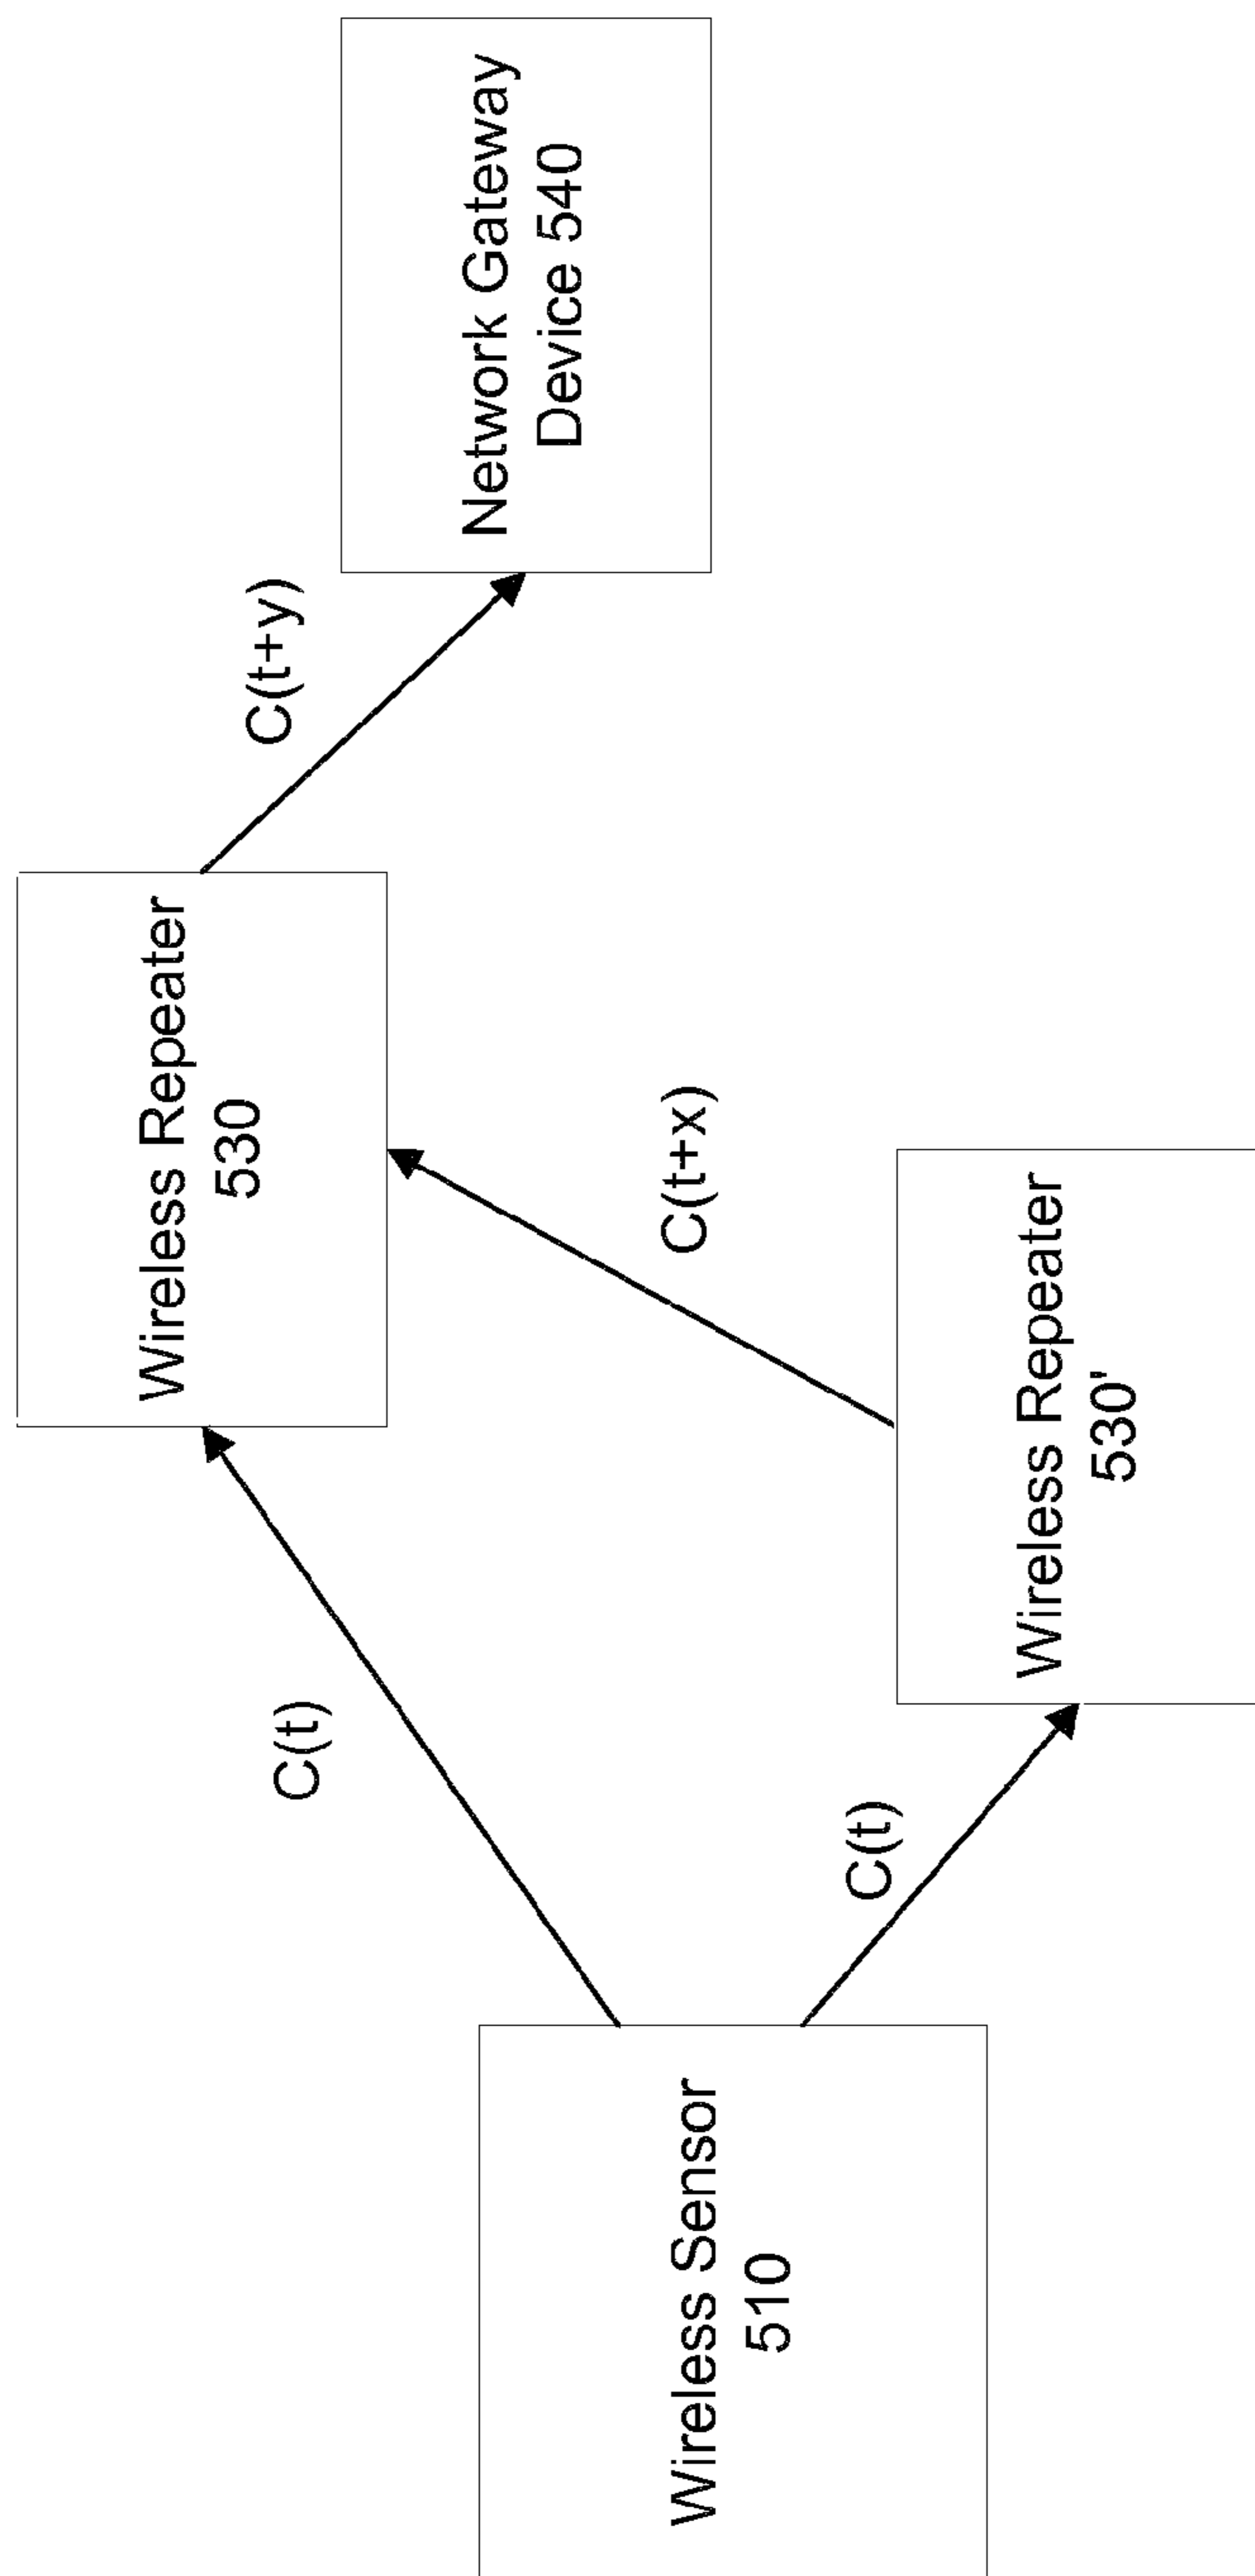 Wireless Sensor
510
C(t)
C(t)
Wireless Repeater
530
Wireless Repeater
530'
C(t+x)
C(t+y)
Network Gateway
Device 540